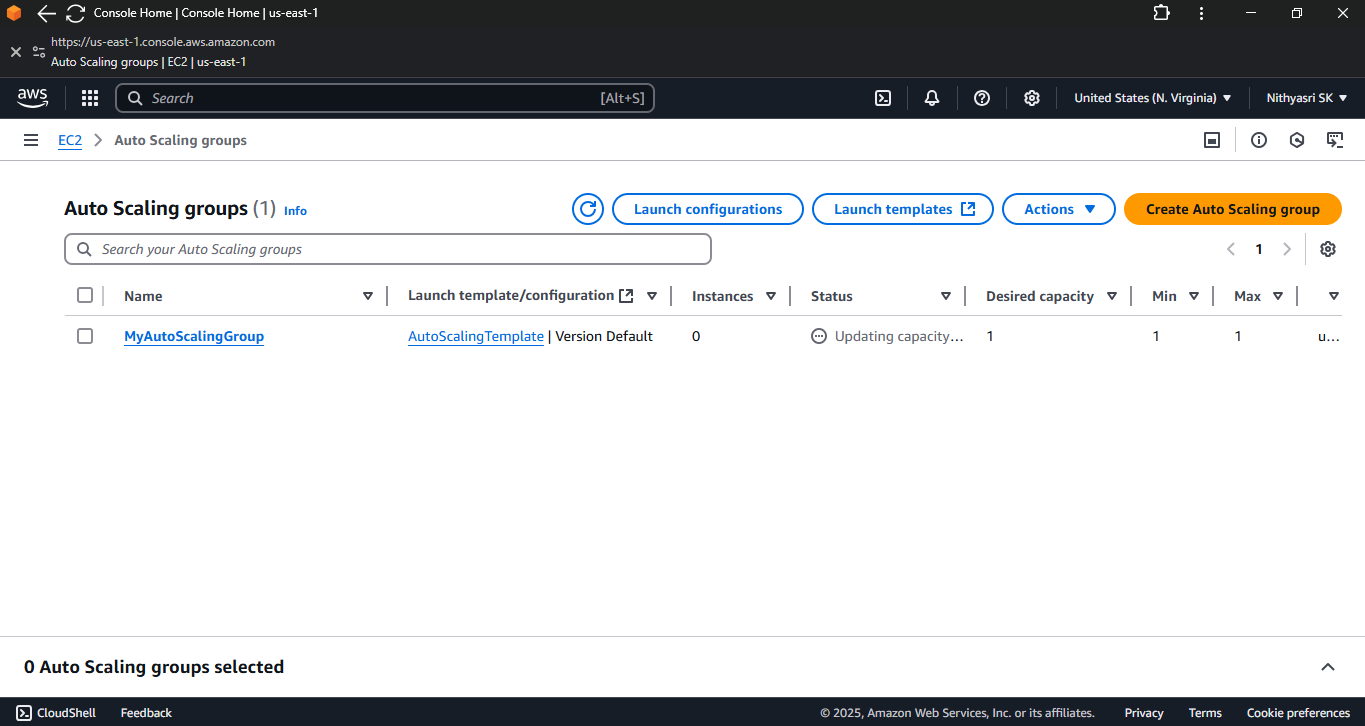 Console Home | Console Home | us-east-1
https://us-east-1.console.aws.amazon.com
Auto Scaling groups | EC2 | us-east-1
aws
Search [Alt+S]
United States (N. Virginia)
Nithyasri SK
EC2 > Auto Scaling groups
Auto Scaling groups (1) Info
Launch configurations
Launch templates
Actions
Create Auto Scaling group
Search your Auto Scaling groups
1
Name Launch template/configuration Instances Status Desired capacity Min Max
MyAutoScalingGroup AutoScalingTemplate | Version Default 0 Updating capacity... 1 1 1 u...
0 Auto Scaling groups selected
CloudShell Feedback © 2025, Amazon Web Services, Inc. or its affiliates. Privacy Terms Cookie preferences